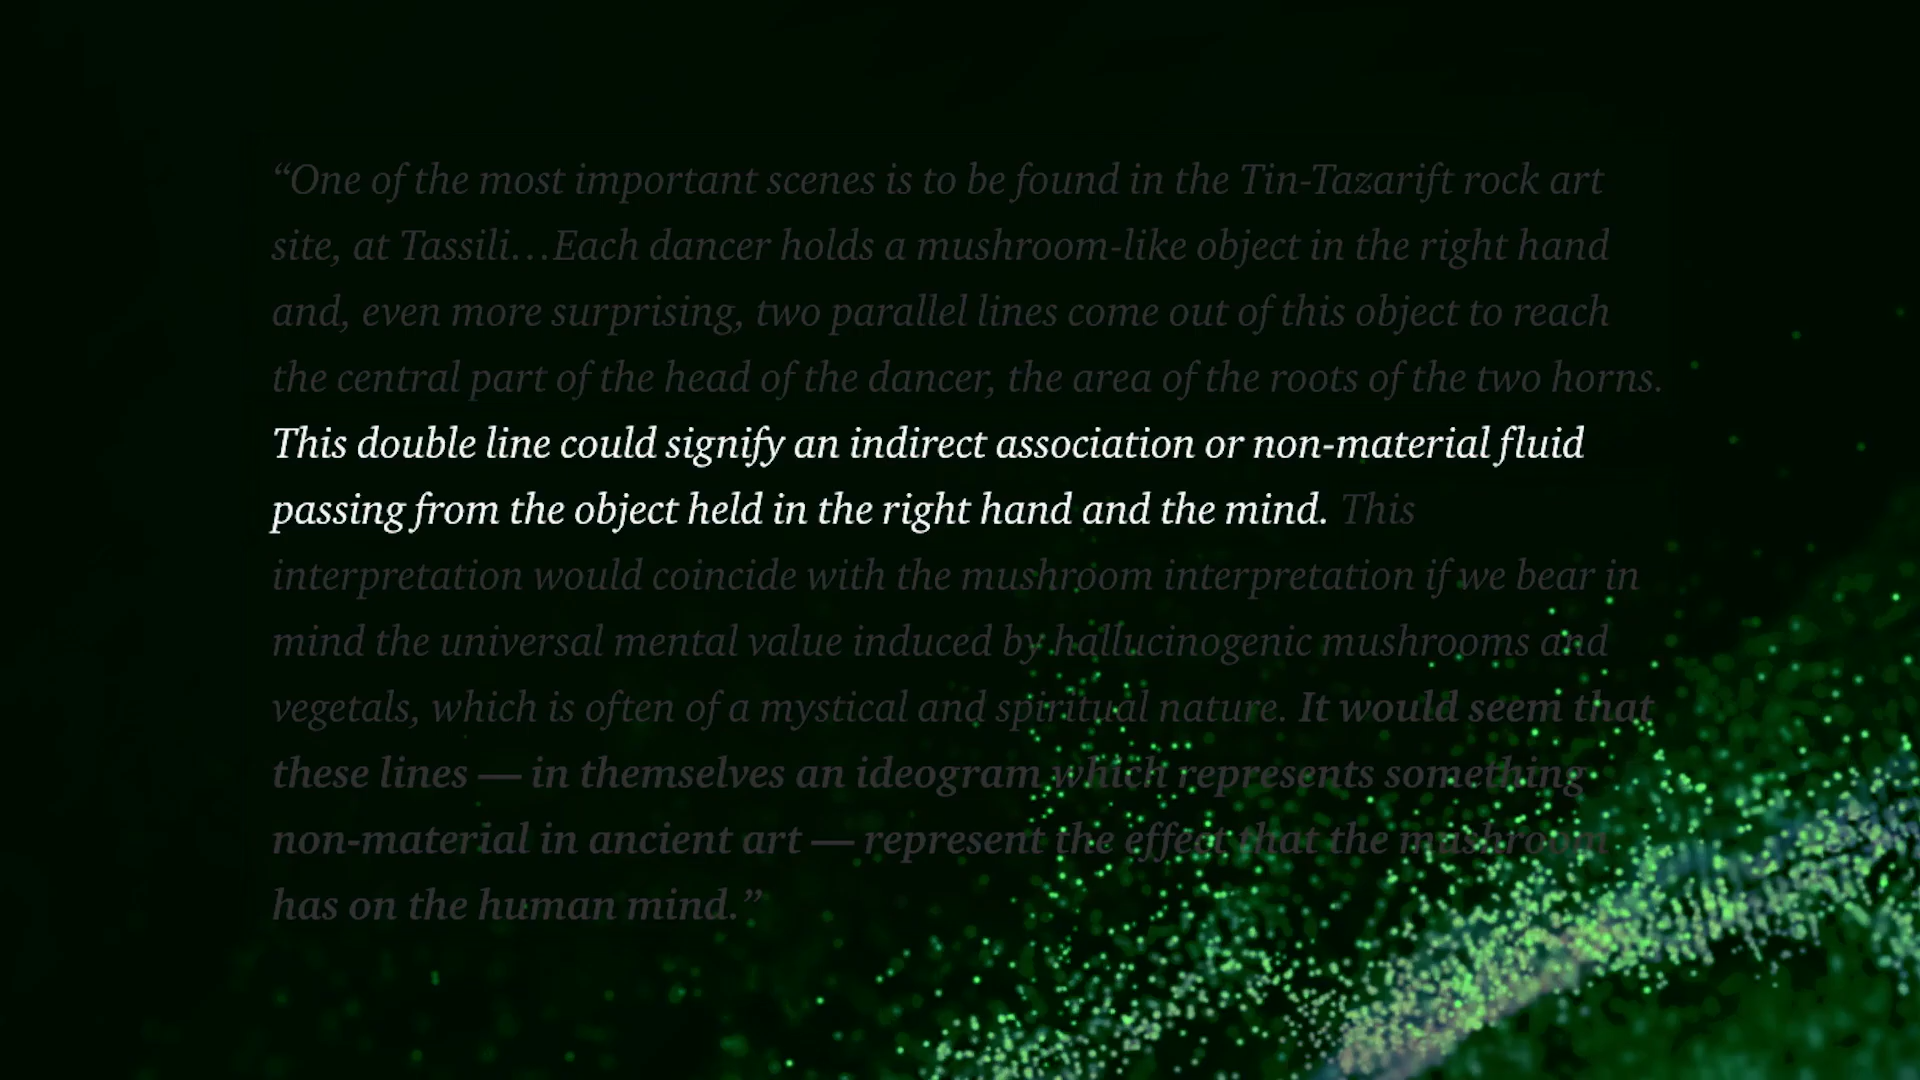 “One of the most important scenes is to be found in the Tin-Tazarift rock art
site, at Tassili…Each dancer holds a mushroom-like object in the right hand
and, even more surprising, two parallel lines come out of this object to reach
the central part of the head of the dancer, the area of the roots of the two horns.
This double line could signify an indirect association or non-material fluid
passing from the object held in the right hand and the mind. This
interpretation would coincide with the mushroom interpretation if we bear in
mind the universal mental value induced by hallucinogenic mushrooms and
vegetals, which is often of a mystical and spiritual nature. It would seem that
these lines — in themselves an ideogram which represents something
non-material in ancient art — represent the effect that the mushroom
has on the human mind.”